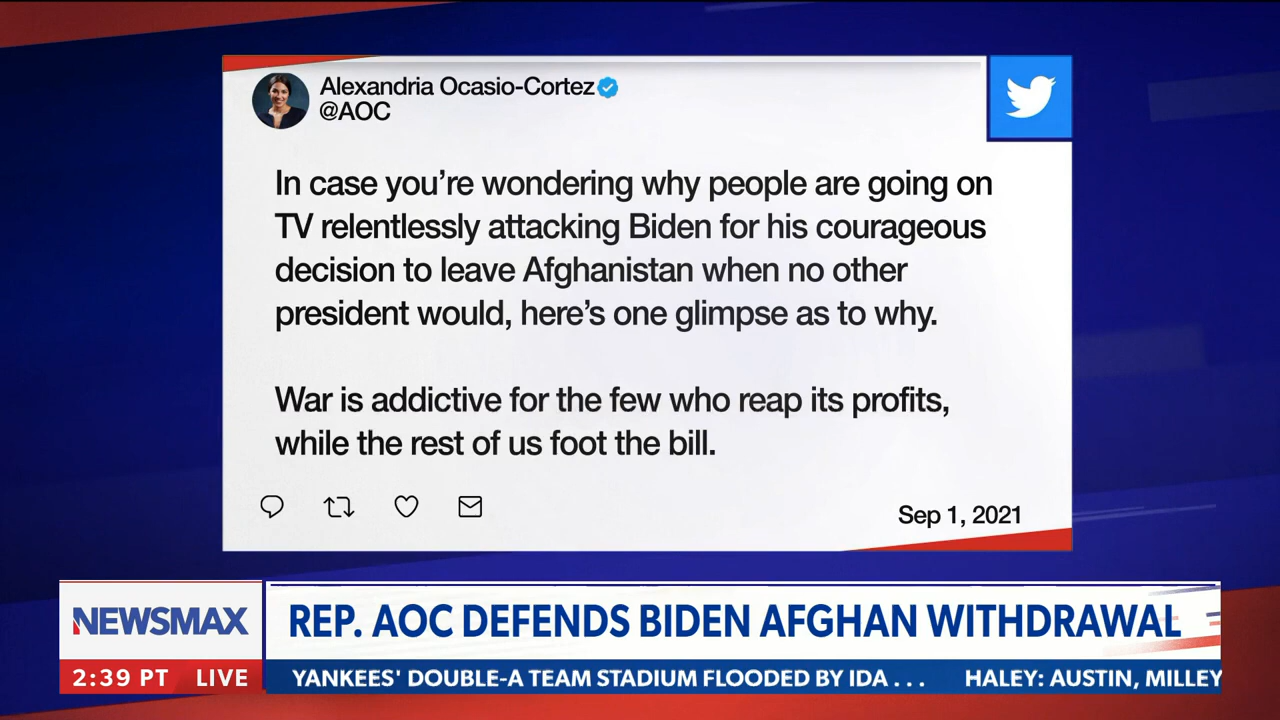 Alexandria Ocasio-Cortez
@AOC
In case you're wondering why people are going on
TV relentlessly attacking Biden for his courageous
decision to leave Afghanistan when no other
president would, here's one glimpse as to why.
War is addictive for the few who reap its profits,
while the rest of us foot the bill.
Sep 1, 2021
NEWSMAX
REP. AOC DEFENDS BIDEN AFGHAN WITHDRAWAL
2:39 PT LIVE
YANKEES' DOUBLE-A TEAM STADIUM FLOODED BY IDA . . . HALEY: AUSTIN, MILLEY